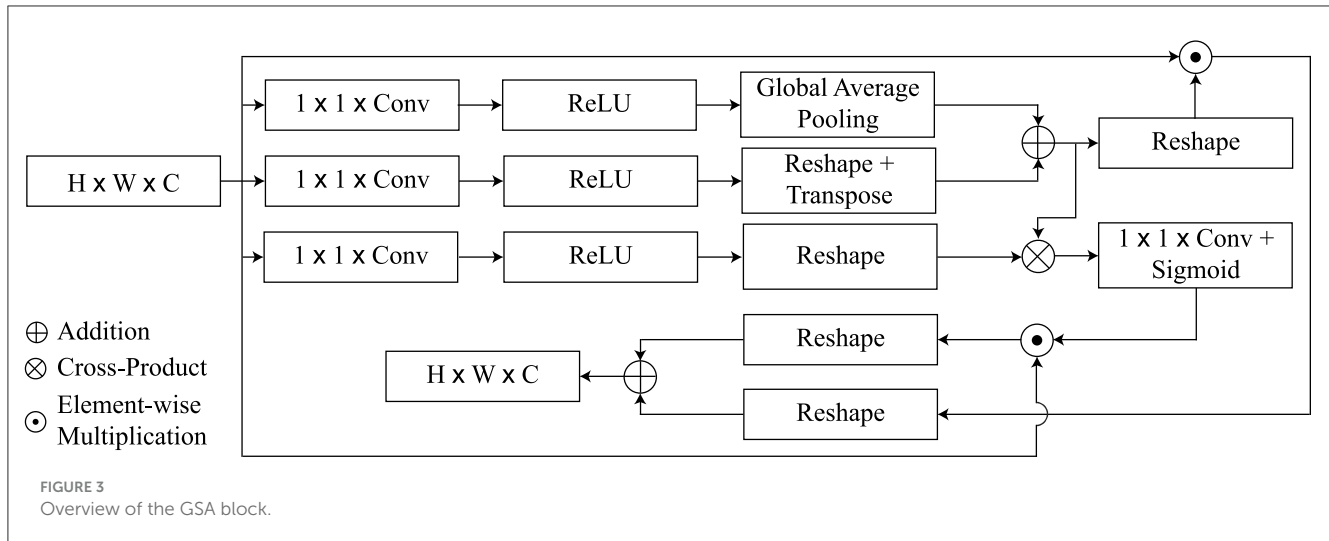 1 x 1 x Conv
ReLU
Global Average
Pooling
Reshape
H x W x C
1 x 1 x Conv
ReLU
Reshape +
Transpose
1 x 1 x Conv
ReLU
Reshape
1 x 1 x Conv +
Sigmoid
Addition
Cross-Product
Element-wise
Multiplication
H x W x C
Reshape
Reshape
FIGURE 3
Overview of the GSA block.